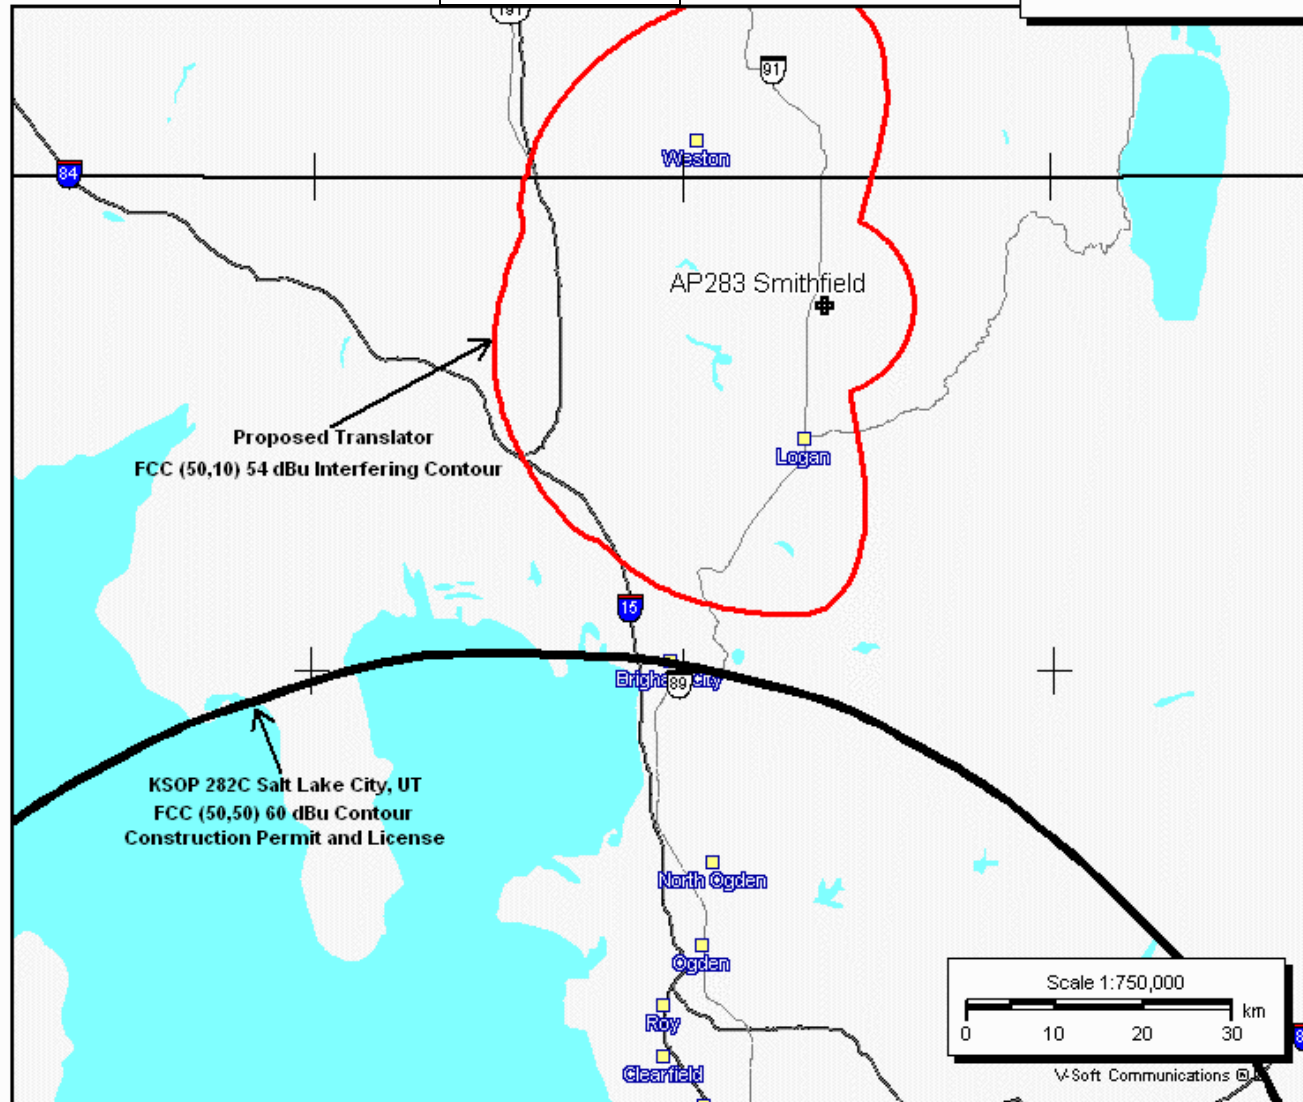 191
91
Weston
84
AP283 Smithfield
Proposed Translator
FCC (50,10) 54 dBu Interfering Contour
Logan
15
Brigham City
89
KSOP 282C Salt Lake City, UT
FCC (50,50) 60 dBu Contour
Construction Permit and License
North Ogden
Ogden
Scale 1:750,000
km
0 10 20 30
Roy
Clearfield
V-Soft Communications ®